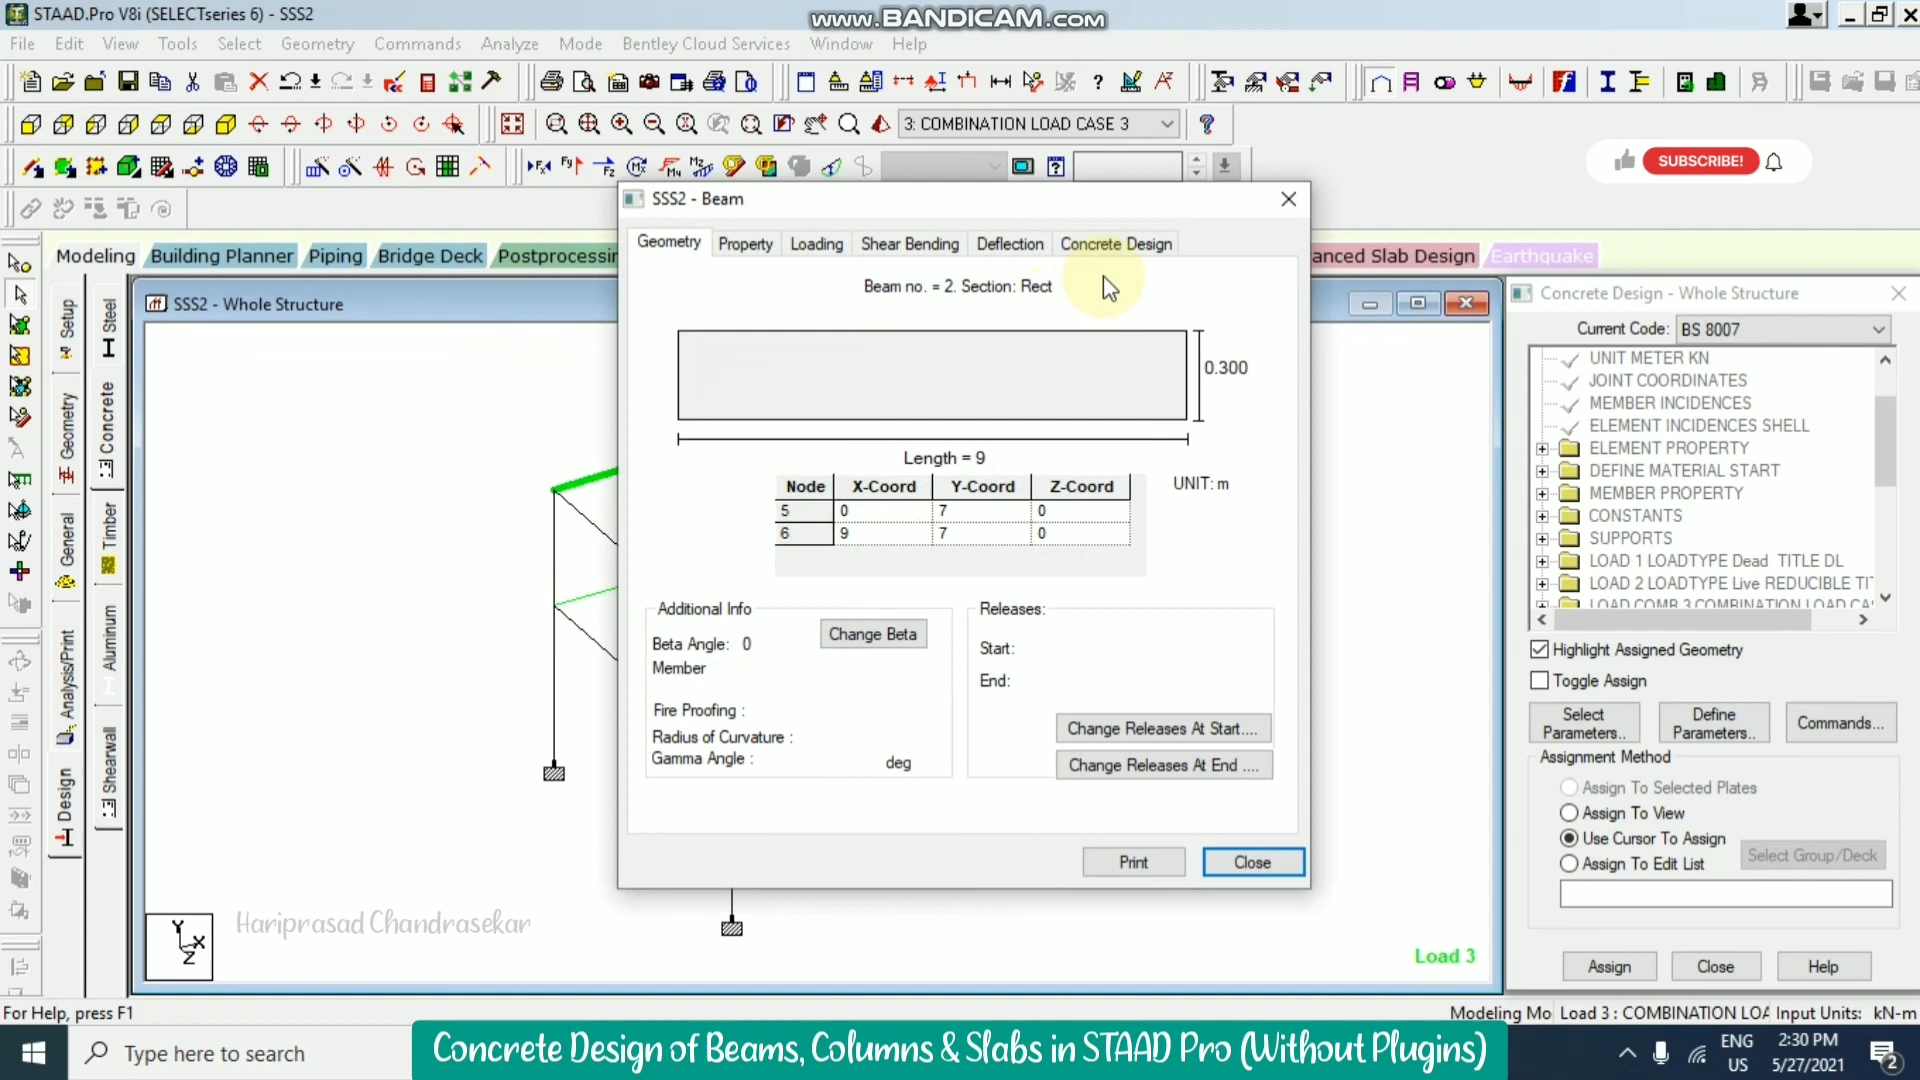 STAAD.Pro V8i (SELECTseries 6) - SSS2
www.BANDICAM.com
File Edit View Tools Select Geometry Commands Analyze Mode Bentley Cloud Services Window Help
3: COMBINATION LOAD CASE 3
SUBSCRIBE!
Modeling Building Planner Piping Bridge Deck Postprocessin
anced Slab Design Earthquake
SSS2 - Whole Structure
Setup
Geometry
General
Analysis/Print
Design
Steel
Concrete
Timber
Aluminum
Shearwall
SSS2 - Beam
Geometry Property Loading Shear Bending Deflection Concrete Design
Beam no. = 2. Section: Rect
0.300
Length = 9
UNIT: m
Node X-Coord Y-Coord Z-Coord
5 0 7 0
6 9 7 0
Additional Info
Beta Angle: 0
Change Beta
Member
Fire Proofing :
Radius of Curvature :
Gamma Angle : deg
Releases:
Start:
End:
Change Releases At Start....
Change Releases At End ....
Print Close
Hariprasad Chandrasekar
Y
X
Z
Load 3
Concrete Design - Whole Structure
Current Code: BS 8007
UNIT METER KN
JOINT COORDINATES
MEMBER INCIDENCES
ELEMENT INCIDENCES SHELL
ELEMENT PROPERTY
DEFINE MATERIAL START
MEMBER PROPERTY
CONSTANTS
SUPPORTS
LOAD 1 LOADTYPE Dead TITLE DL
LOAD 2 LOADTYPE Live REDUCIBLE TI
LOAD COMB 3 COMBINATION LOAD CA
Highlight Assigned Geometry
Toggle Assign
Select Parameters..
Define Parameters..
Commands...
Assignment Method
Assign To Selected Plates
Assign To View
Use Cursor To Assign
Assign To Edit List
Select Group/Deck
Assign Close Help
For Help, press F1
Modeling Mo Load 3 : COMBINATION LOA Input Units: kN-m
Type here to search
Concrete Design of Beams, Columns & Slabs in STAAD Pro (Without Plugins)
ENG
US
2:30 PM
5/27/2021
2